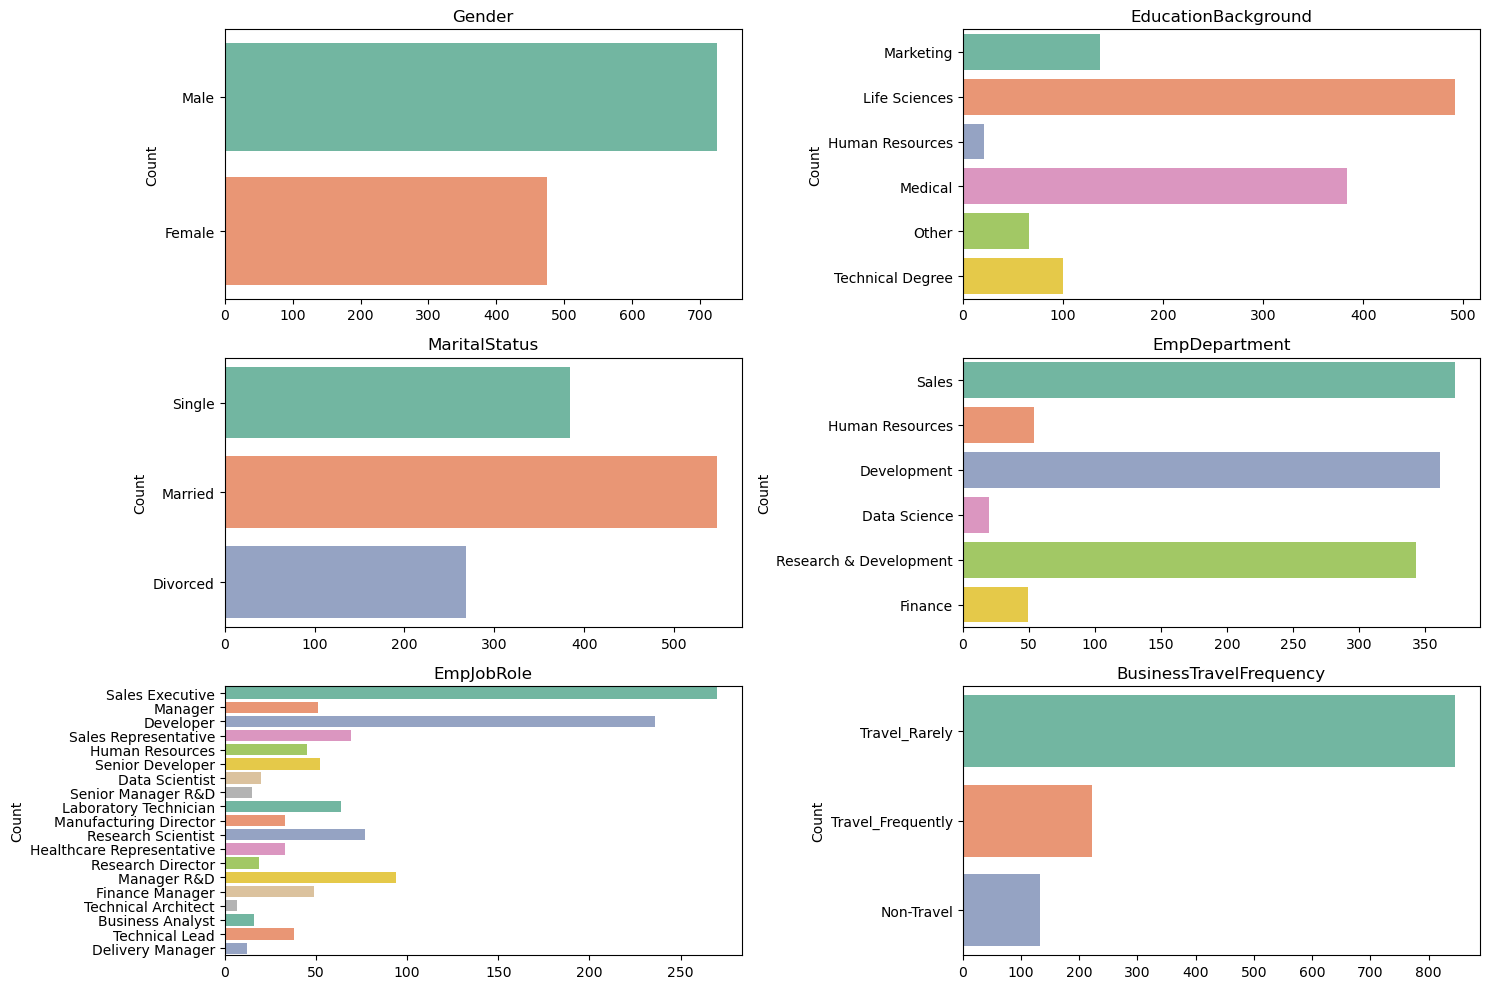 Gender
Count
Male
Female
0 100 200 300 400 500 600 700
EducationBackground
Count
Marketing
Life Sciences
Human Resources
Medical
Other
Technical Degree
0 100 200 300 400 500
MaritalStatus
Count
Single
Married
Divorced
0 100 200 300 400 500
EmpDepartment
Count
Sales
Human Resources
Development
Data Science
Research & Development
Finance
0 50 100 150 200 250 300 350
EmpJobRole
Count
Sales Executive
Manager
Developer
Sales Representative
Human Resources
Senior Developer
Data Scientist
Senior Manager R&D
Laboratory Technician
Manufacturing Director
Research Scientist
Healthcare Representative
Research Director
Manager R&D
Finance Manager
Technical Architect
Business Analyst
Technical Lead
Delivery Manager
0 50 100 150 200 250
BusinessTravelFrequency
Count
Travel_Rarely
Travel_Frequently
Non-Travel
0 100 200 300 400 500 600 700 800